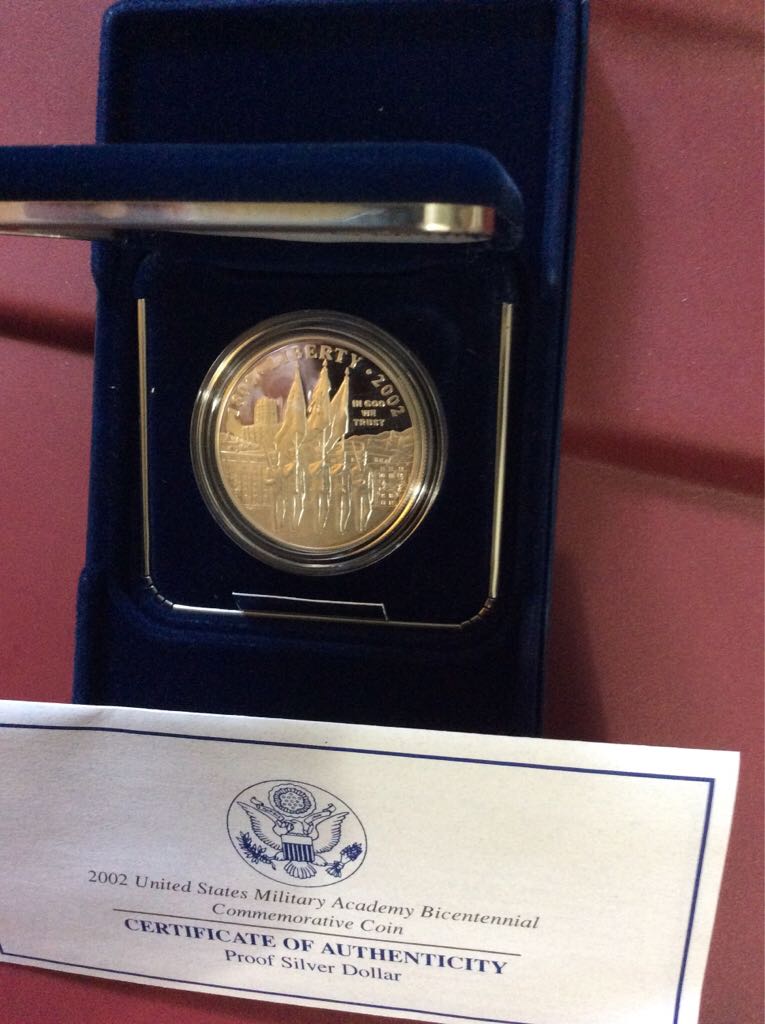 LIBERTY • 2002
IN GOD
WE
TRUST
2002 United States Military Academy Bicentennial
Commemorative Coin
CERTIFICATE OF AUTHENTICITY
Proof Silver Dollar